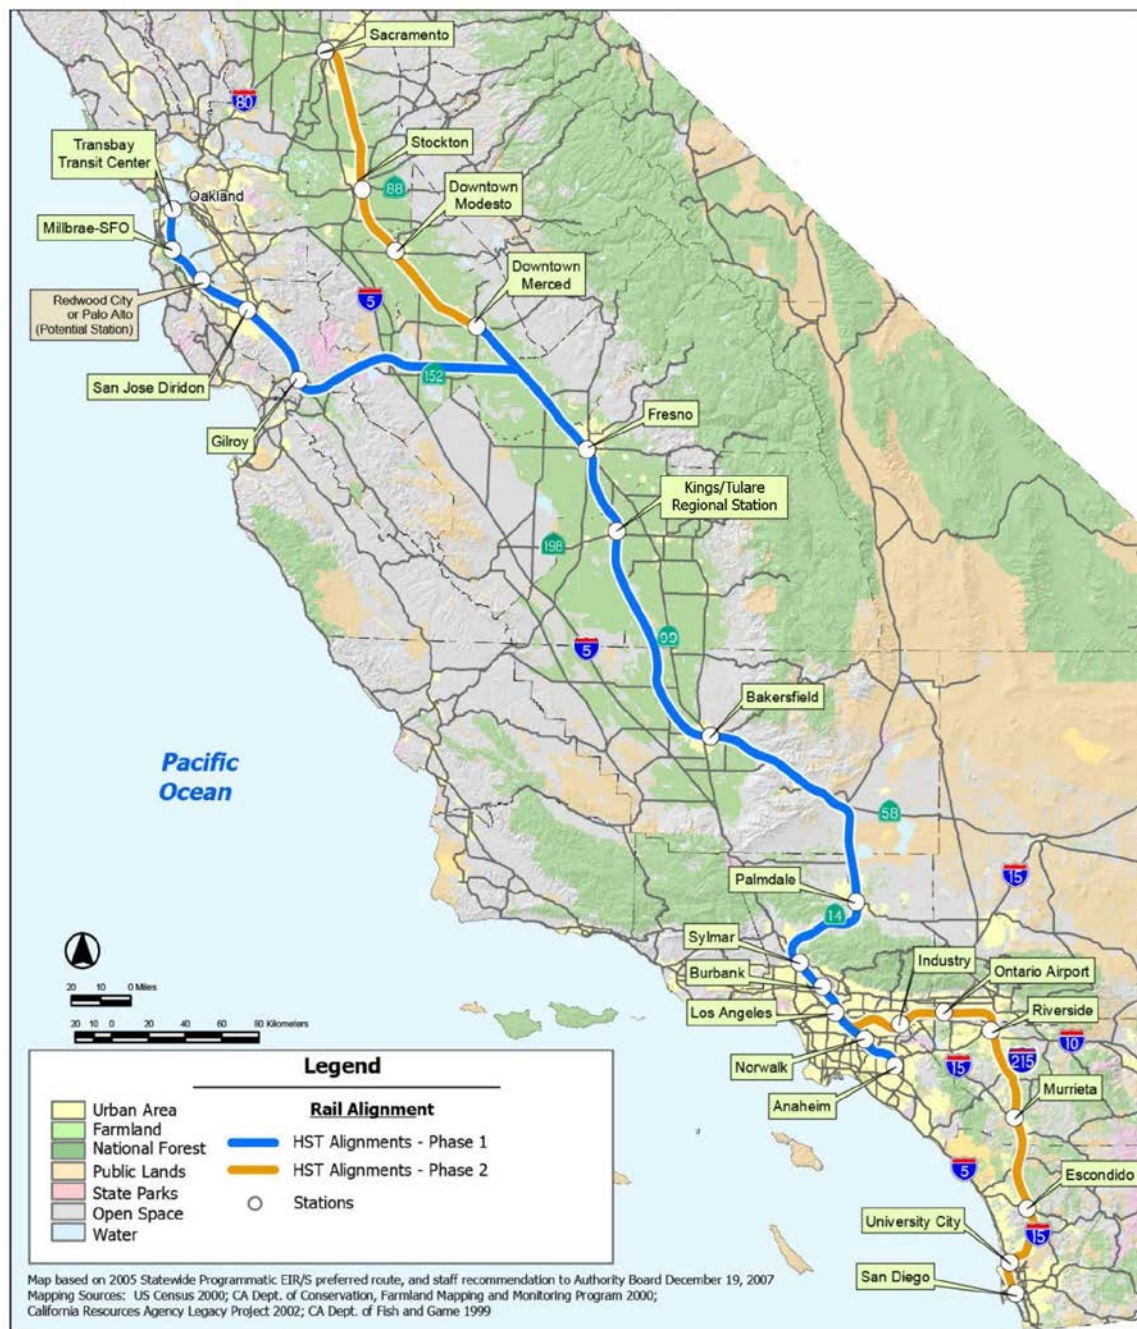 Sacramento
80
Transbay
Transit Center
Stockton
88
Oakland
Downtown
Modesto
Millbrae-SFO
Downtown
Merced
5
Redwood City
or Palo Alto
(Potential Station)
152
San Jose Diridon
Fresno
Gilroy
Kings/Tulare
Regional Station
198
99
5
Bakersfield
Pacific
Ocean
58
15
Palmdale
14
Sylmar
Industry
Burbank
Ontario Airport
Los Angeles
Riverside
10
Norwalk
15
215
Murrieta
Anaheim
5
Escondido
University City
15
San Diego
20 10 0 Miles
20 10 0 20 40 60 80 Kilometers
Legend
Rail Alignment
Urban Area
Farmland
National Forest
Public Lands
State Parks
Open Space
Water
HST Alignments - Phase 1
HST Alignments - Phase 2
Stations
Map based on 2005 Statewide Programmatic EIR/S preferred route, and staff recommendation to Authority Board December 19, 2007
Mapping Sources: US Census 2000; CA Dept. of Conservation, Farmland Mapping and Monitoring Program 2000;
California Resources Agency Legacy Project 2002; CA Dept. of Fish and Game 1999